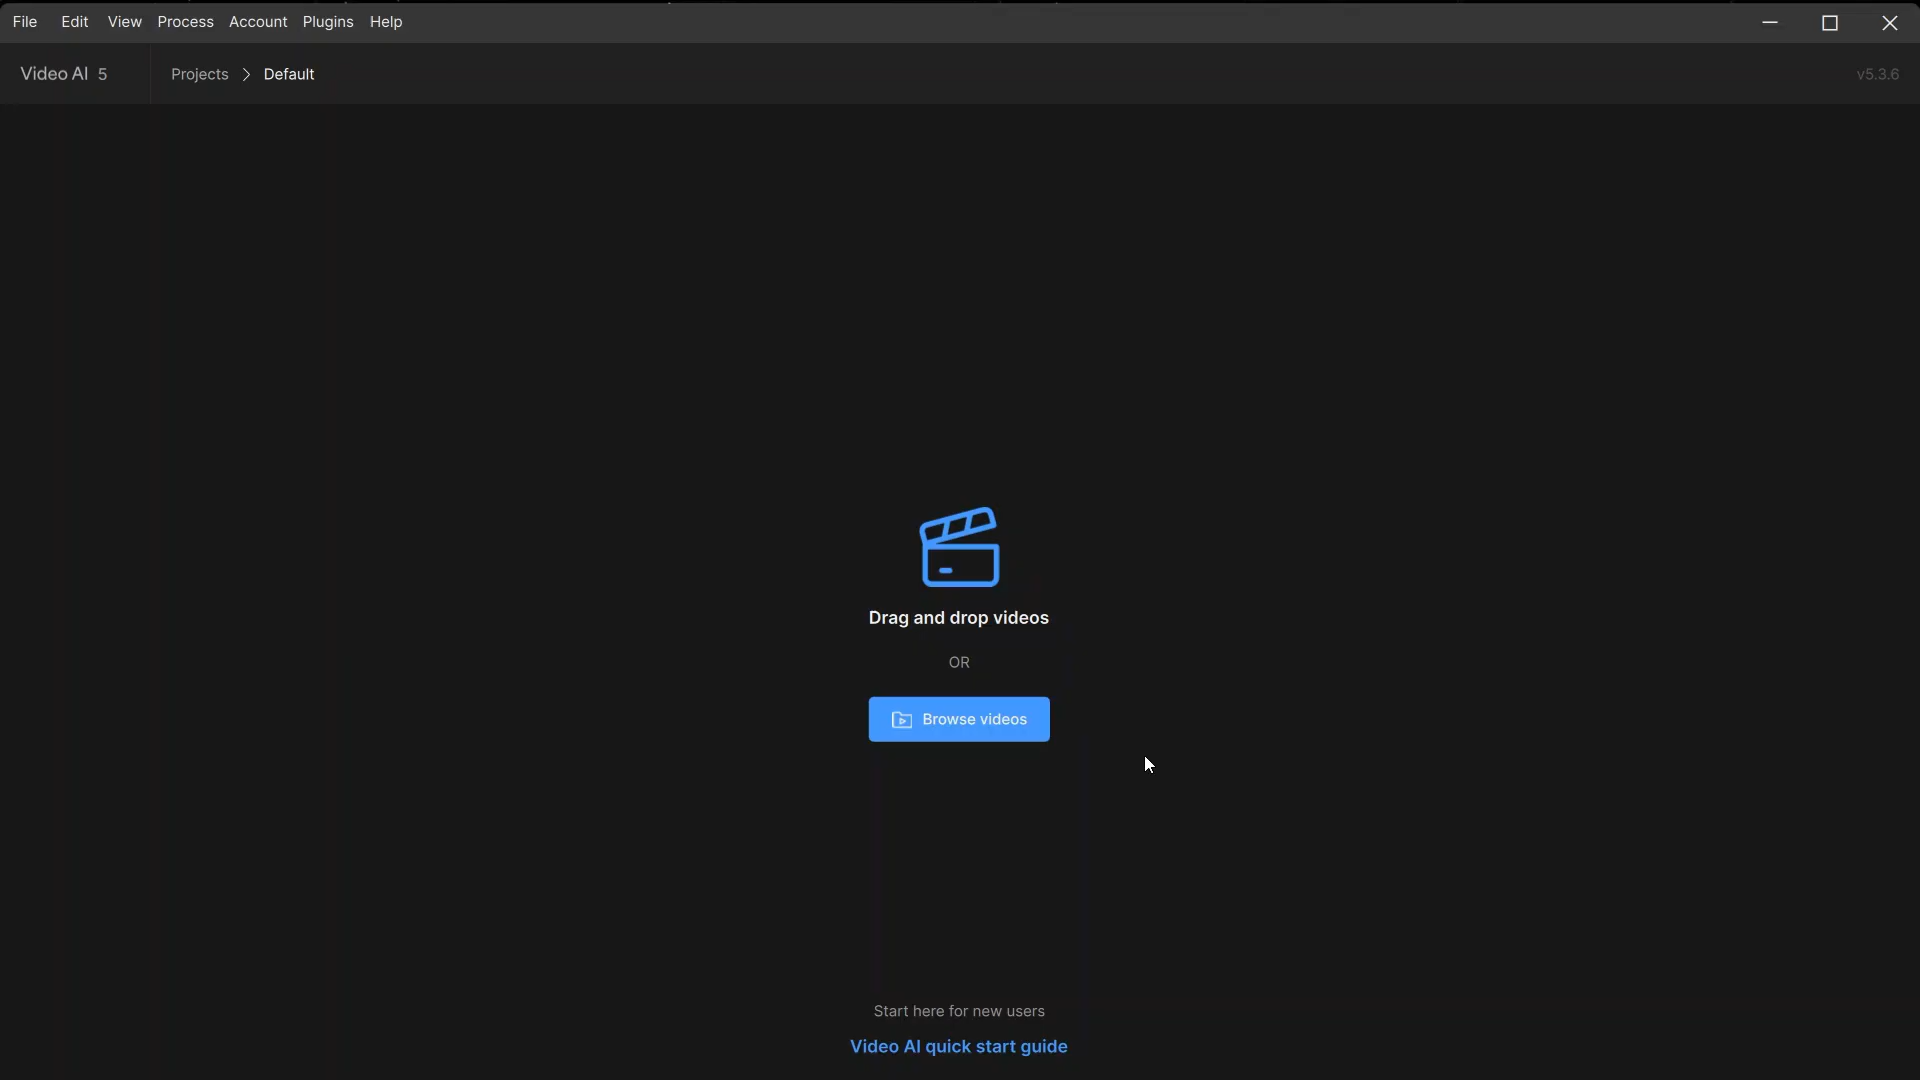 File Edit View Process Account Plugins Help
Video AI 5 Projects > Default v5.3.6
Drag and drop videos
OR
Browse videos
Start here for new users
Video AI quick start guide